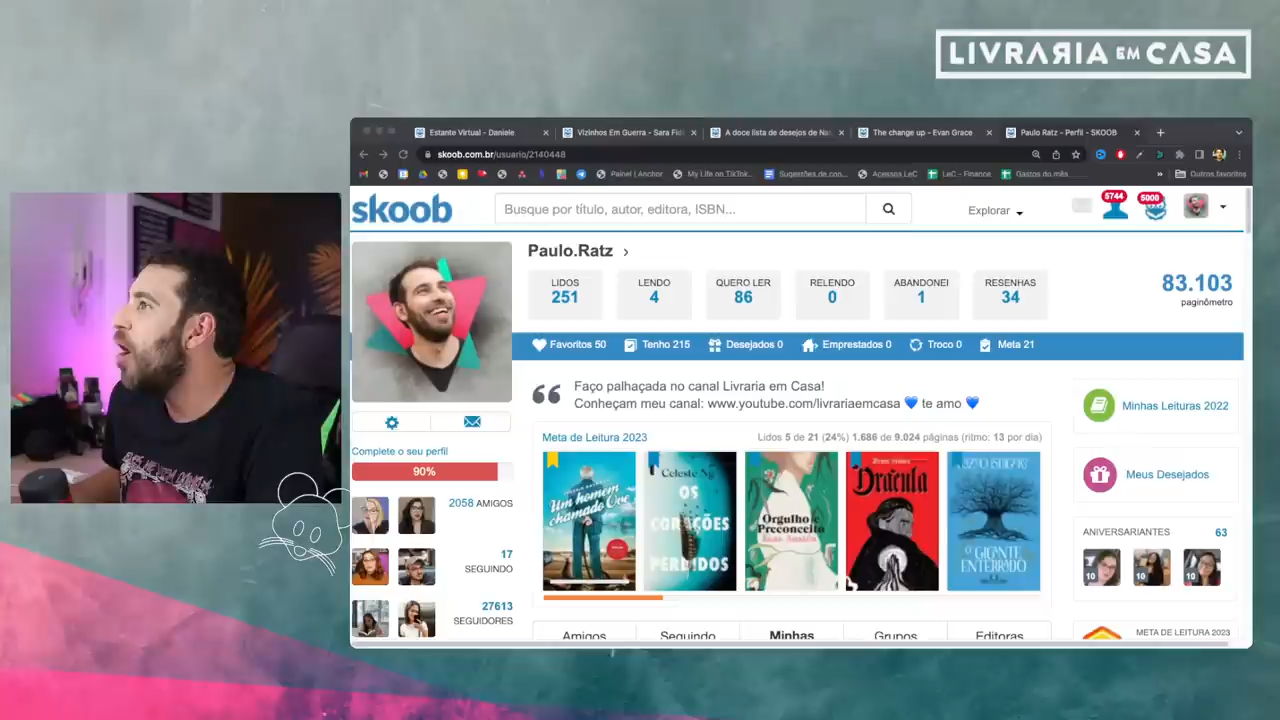 LIVRARIA EM CASA
Estante Virtual - Daniele
Vizinhos Em Guerra - Sara Fid
A doce lista de desejos de Na
The change up - Evan Grace
Paulo Ratz - Perfil - SKOOB
skoob.com.br/usuario/2140448
Painel | Anchor
My Life on TikTok...
Sugestões de con...
Acessos LeC
LeC - Finance
Gastos do mês
Outros favoritos
skoob
Busque por título, autor, editora, ISBN...
Explorar
5744
5000
Paulo.Ratz
LIDOS
251
LENDO
4
QUERO LER
86
RELENDO
0
ABANDONEI
1
RESENHAS
34
83.103
paginômetro
Favoritos 50
Tenho 215
Desejados 0
Emprestados 0
Troco 0
Meta 21
Faço palhaçada no canal Livraria em Casa!
Conheçam meu canal: www.youtube.com/livrariaemcasa 💙 te amo 💙
Minhas Leituras 2022
Meus Desejados
Complete o seu perfil
90%
Meta de Leitura 2023
Lidos 5 de 21 (24%) 1.686 de 9.024 páginas (ritmo: 13 por dia)
Um homem
chamado Ove
Celeste Ng
OS
CORAÇÕES
PERDIDOS
Orgulho e
Preconceito
Jane Austen
Drácula
KAZUO ISHIGURO
O GIGANTE
ENTERRADO
2058 AMIGOS
17
SEGUINDO
27613
SEGUIDORES
ANIVERSARIANTES
63
10
10
10
META DE LEITURA 2023
Amigos
Seguindo
Minhas
Grupos
Editoras